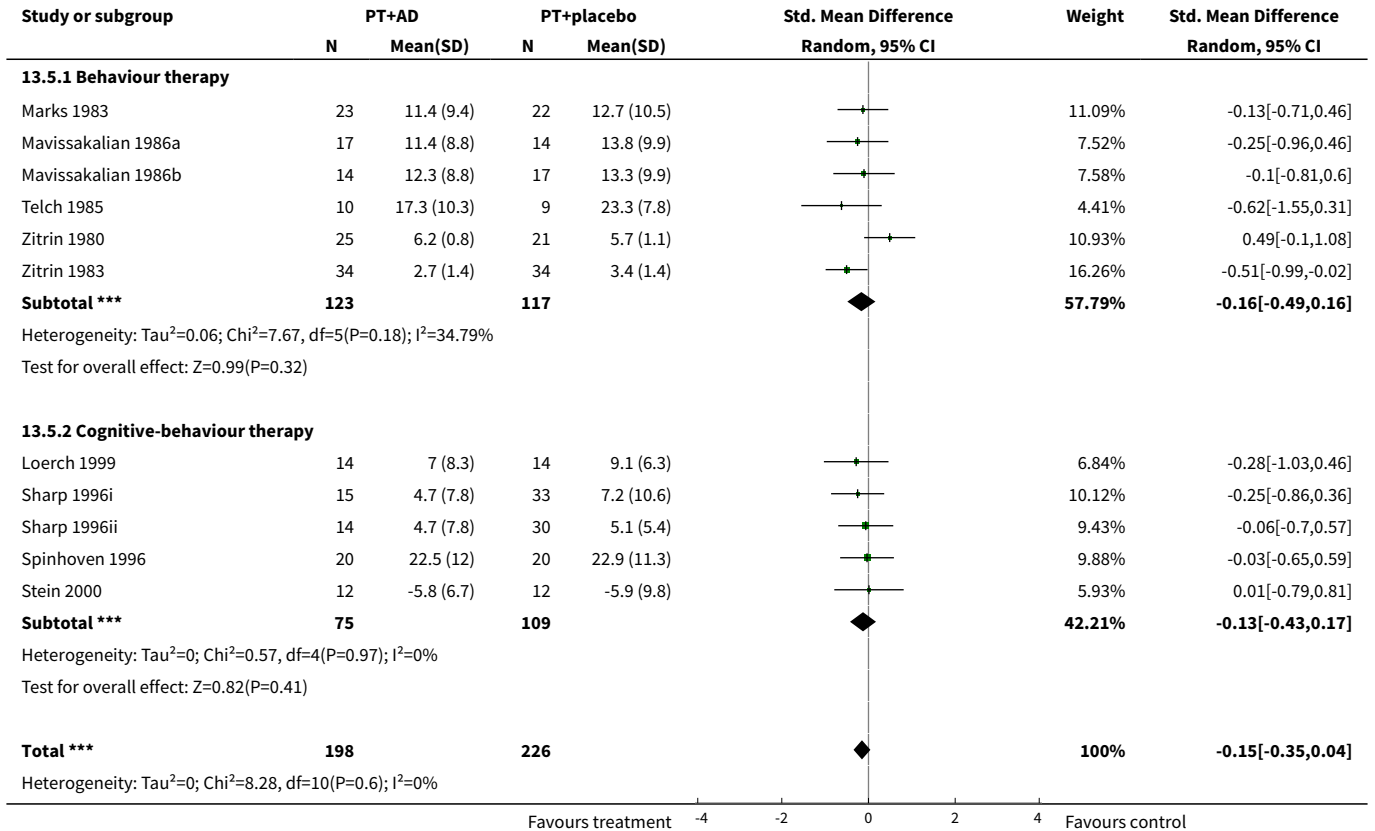 Study or subgroup PT+AD PT+placebo Std. Mean Difference Weight Std. Mean Difference
N Mean(SD) N Mean(SD) Random, 95% CI Random, 95% CI
13.5.1 Behaviour therapy
Marks 1983 23 11.4 (9.4) 22 12.7 (10.5) 11.09% -0.13[-0.71,0.46]
Mavissakalian 1986a 17 11.4 (8.8) 14 13.8 (9.9) 7.52% -0.25[-0.96,0.46]
Mavissakalian 1986b 14 12.3 (8.8) 17 13.3 (9.9) 7.58% -0.1[-0.81,0.6]
Telch 1985 10 17.3 (10.3) 9 23.3 (7.8) 4.41% -0.62[-1.55,0.31]
Zitrin 1980 25 6.2 (0.8) 21 5.7 (1.1) 10.93% 0.49[-0.1,1.08]
Zitrin 1983 34 2.7 (1.4) 34 3.4 (1.4) 16.26% -0.51[-0.99,-0.02]
Subtotal *** 123 117 57.79% -0.16[-0.49,0.16]
Heterogeneity: Tau²=0.06; Chi²=7.67, df=5(P=0.18); I²=34.79%
Test for overall effect: Z=0.99(P=0.32)
13.5.2 Cognitive-behaviour therapy
Loerch 1999 14 7 (8.3) 14 9.1 (6.3) 6.84% -0.28[-1.03,0.46]
Sharp 1996i 15 4.7 (7.8) 33 7.2 (10.6) 10.12% -0.25[-0.86,0.36]
Sharp 1996ii 14 4.7 (7.8) 30 5.1 (5.4) 9.43% -0.06[-0.7,0.57]
Spinhoven 1996 20 22.5 (12) 20 22.9 (11.3) 9.88% -0.03[-0.65,0.59]
Stein 2000 12 -5.8 (6.7) 12 -5.9 (9.8) 5.93% 0.01[-0.79,0.81]
Subtotal *** 75 109 42.21% -0.13[-0.43,0.17]
Heterogeneity: Tau²=0; Chi²=0.57, df=4(P=0.97); I²=0%
Test for overall effect: Z=0.82(P=0.41)
Total *** 198 226 100% -0.15[-0.35,0.04]
Heterogeneity: Tau²=0; Chi²=8.28, df=10(P=0.6); I²=0%
Favours treatment -4 -2 0 2 4 Favours control